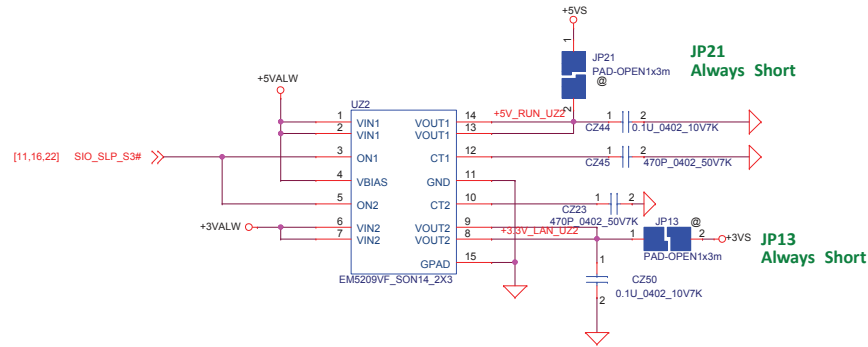 +5VS
1
JP21
PAD-OPEN1x3m
@
2
JP21
Always Short
+5VALW
UZ2
1 VIN1 VOUT1 14 +5V_RUN_UZ2
2 VIN1 VOUT1 13
1 2
CZ44 0.1U_0402_10V7K
[11,16,22] SIO_SLP_S3#
3 ON1 CT1 12
1 2
CZ45 470P_0402_50V7K
4 VBIAS GND 11
5 ON2 CT2 10
1 2
CZ23
470P_0402_50V7K
+3VALW
6 VIN2 VOUT2 9
7 VIN2 VOUT2 8 +3.3V_LAN_UZ2
JP13 @
1 2
+3VS
PAD-OPEN1x3m
JP13
Always Short
GPAD 15
EM5209VF_SON14_2X3
1
CZ50
0.1U_0402_10V7K
2